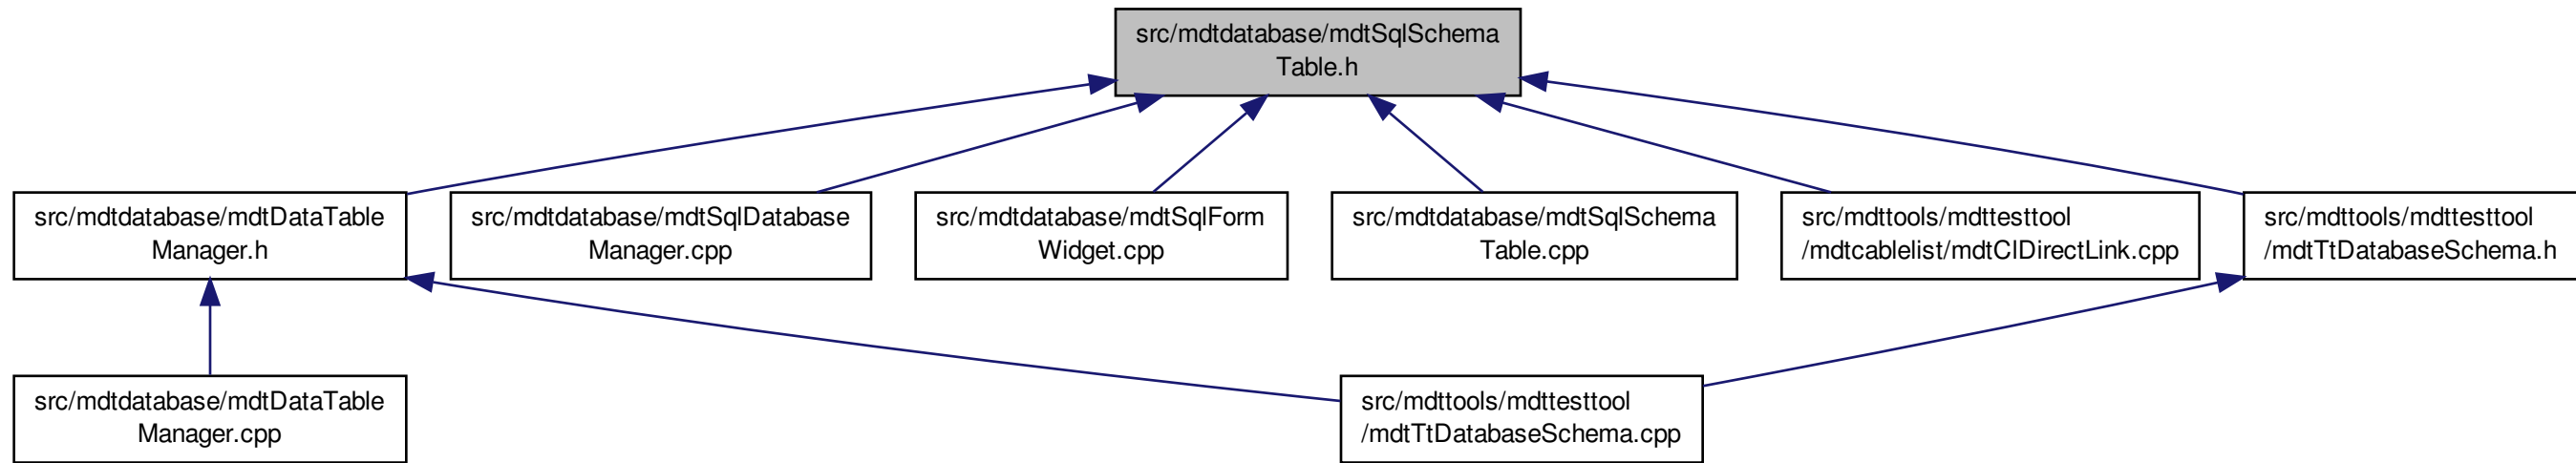 src/mdtdatabase/mdtSqlSchema
Table.h
src/mdtdatabase/mdtDataTable
Manager.h
src/mdtdatabase/mdtSqlDatabase
Manager.cpp
src/mdtdatabase/mdtSqlForm
Widget.cpp
src/mdtdatabase/mdtSqlSchema
Table.cpp
src/mdttools/mdttesttool
/mdtcablelist/mdtClDirectLink.cpp
src/mdttools/mdttesttool
/mdtTtDatabaseSchema.h
src/mdtdatabase/mdtDataTable
Manager.cpp
src/mdttools/mdttesttool
/mdtTtDatabaseSchema.cpp